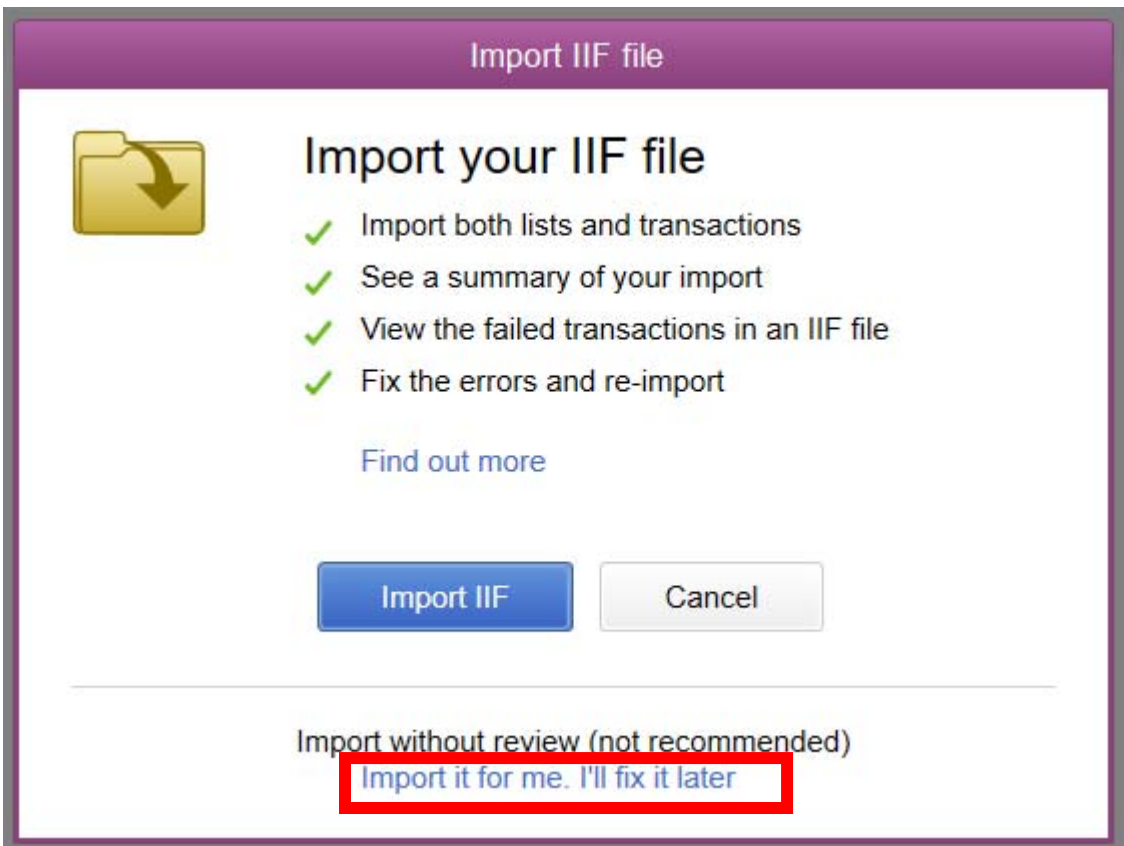 Import IIF file
Import your IIF file
Import both lists and transactions
See a summary of your import
View the failed transactions in an IIF file
Fix the errors and re-import
Find out more
Import IIF
Cancel
Import without review (not recommended)
Import it for me. I'll fix it later